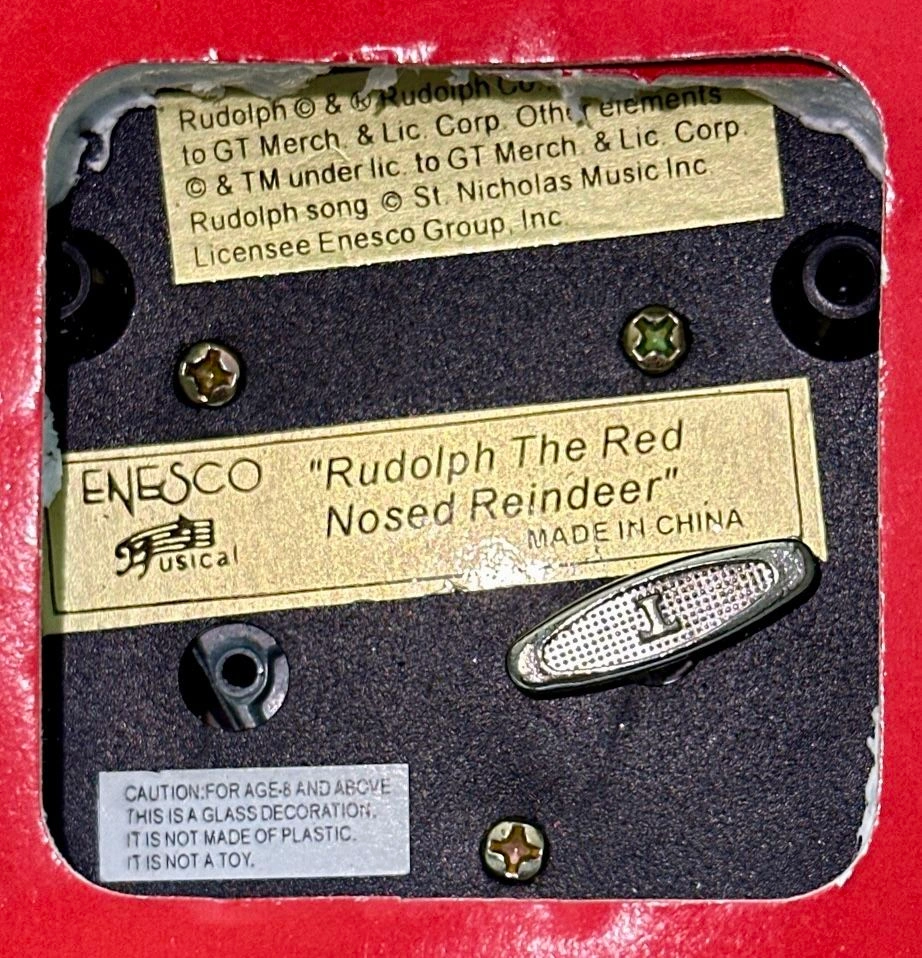 Rudolph © & ® Rudolph Co.
to GT Merch. & Lic. Corp. Other elements
© & TM under lic. to GT Merch. & Lic. Corp.
Rudolph song © St. Nicholas Music Inc.
Licensee Enesco Group, Inc.
ENESCO
Musical
"Rudolph The Red
Nosed Reindeer"
MADE IN CHINA
I
CAUTION:FOR AGE-8 AND ABOVE
THIS IS A GLASS DECORATION.
IT IS NOT MADE OF PLASTIC.
IT IS NOT A TOY.